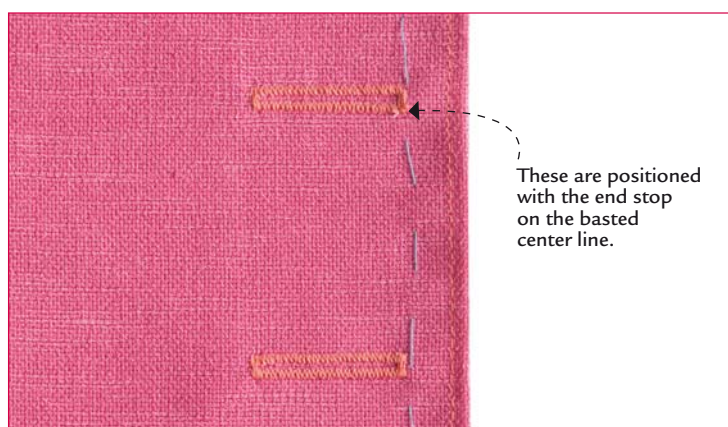 These are positioned
with the end stop
on the basted
center line.